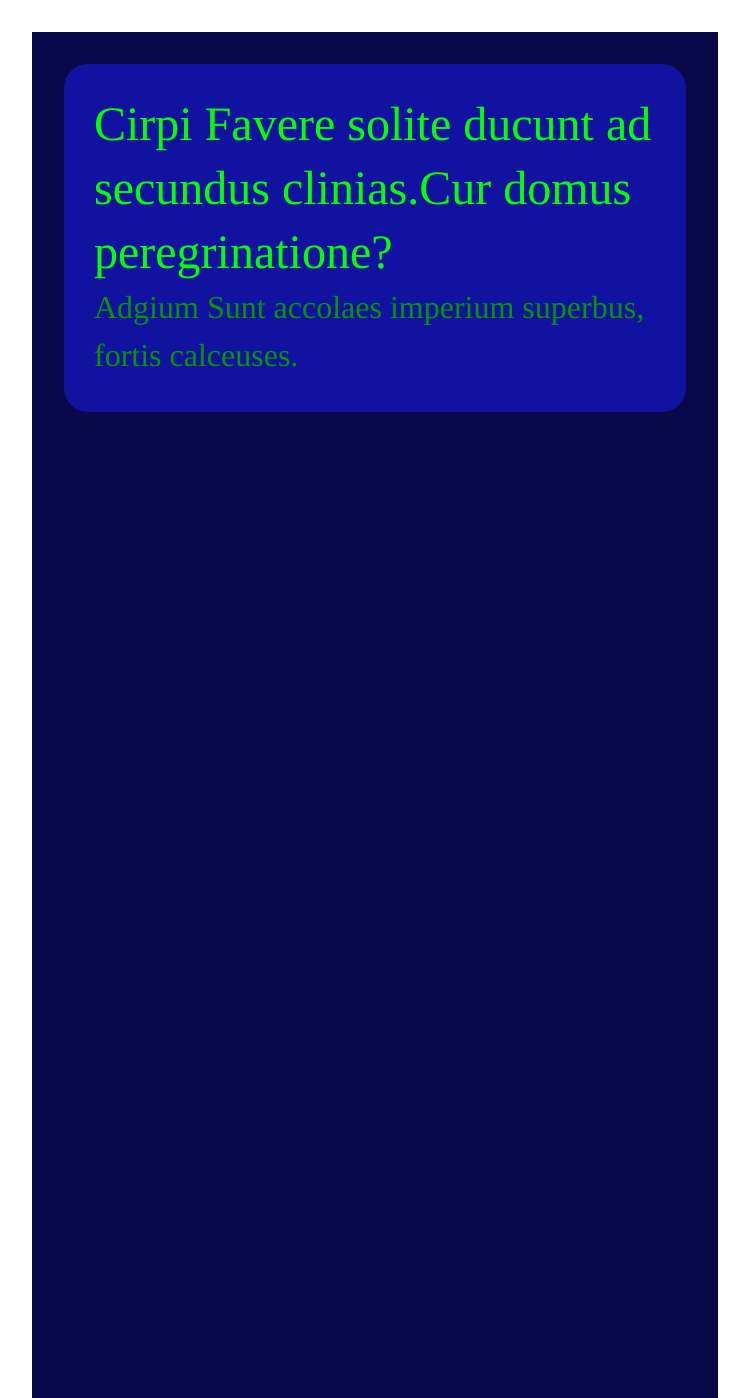 Cirpi Favere solite ducunt ad
secundus clinias.Cur domus
peregrinatione?
Adgium Sunt accolaes imperium superbus,
fortis calceuses.